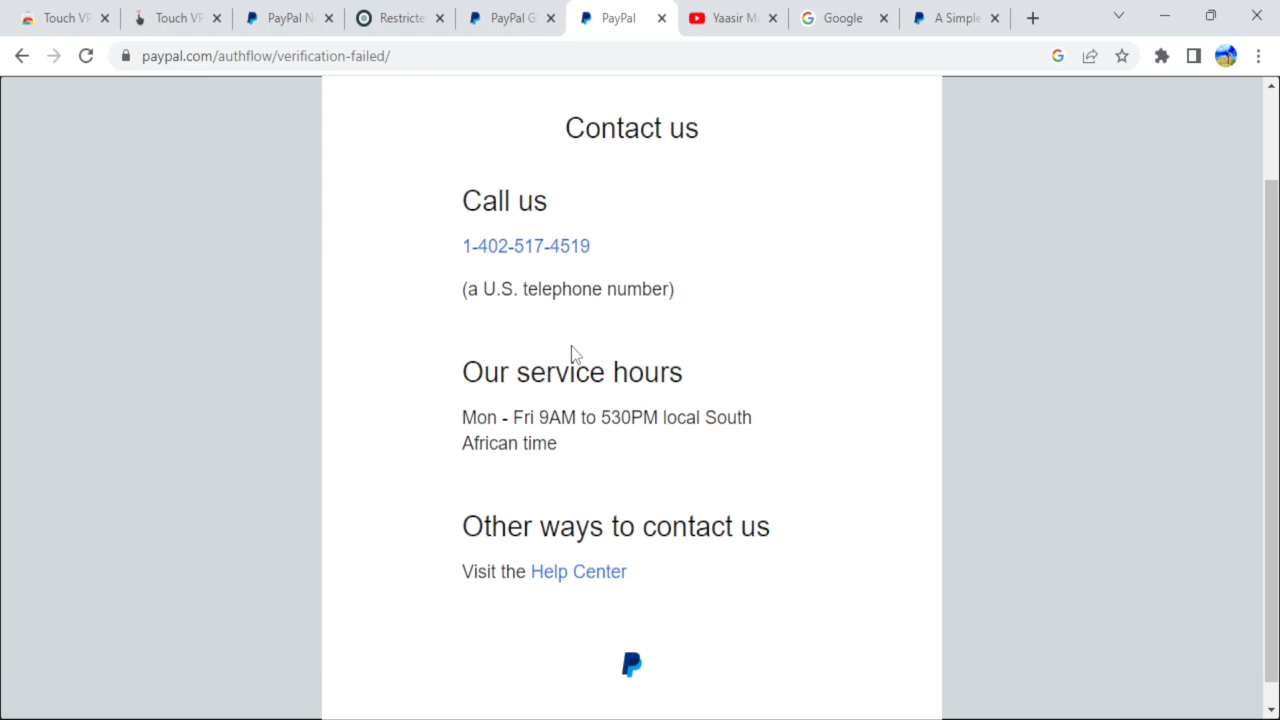 Touch VP
Touch VP
PayPal N
Restricte
PayPal G
PayPal
Yaasir M
Google
A Simple
paypal.com/authflow/verification-failed/
Contact us
Call us
1-402-517-4519
(a U.S. telephone number)
Our service hours
Mon - Fri 9AM to 530PM local South
African time
Other ways to contact us
Visit the Help Center